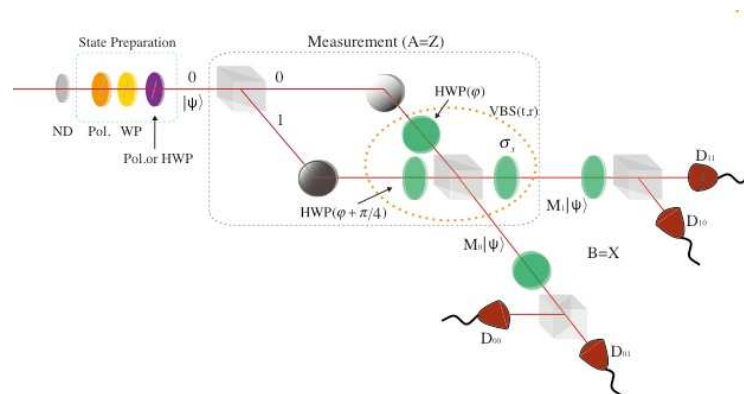 State Preparation
Measurement (A=Z)
0
|ψ⟩
0
1
HWP(φ)
VBS(t,r)
ND
Pol.
WP
Pol.or HWP
σₓ
HWP(φ + π/4)
M₁|ψ⟩
D₁₁
D₁₀
M₀|ψ⟩
B=X
D₀₀
D₀₁